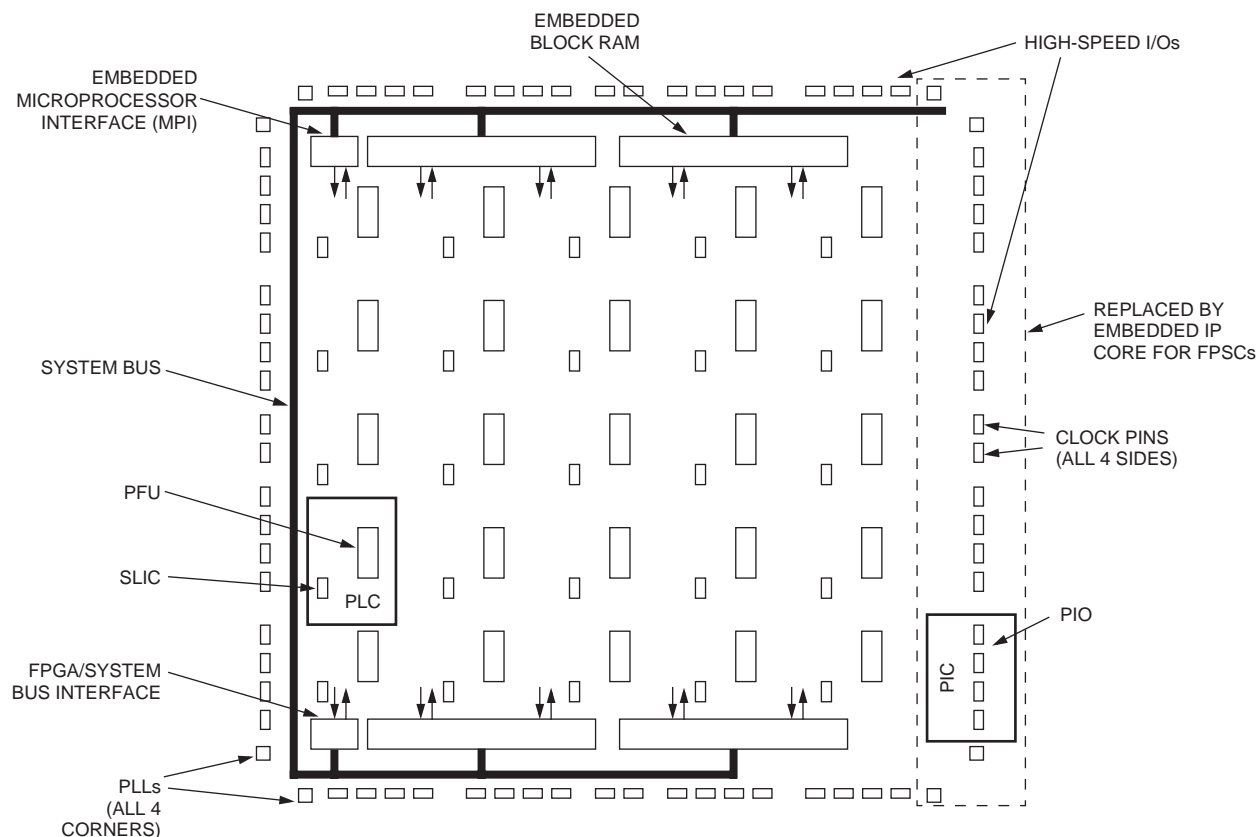 EMBEDDED
BLOCK RAM
HIGH-SPEED I/Os
EMBEDDED
MICROPROCESSOR
INTERFACE (MPI)
REPLACED BY
EMBEDDED IP
CORE FOR FPSCs
SYSTEM BUS
CLOCK PINS
(ALL 4 SIDES)
PFU
SLIC
PLC
PIO
PIC
FPGA/SYSTEM
BUS INTERFACE
PLLs
(ALL 4
CORNERS)